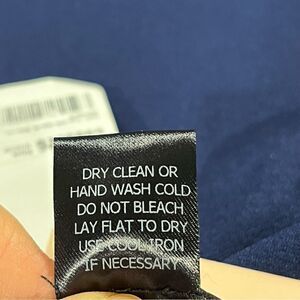 DRY CLEAN OR
HAND WASH COLD
DO NOT BLEACH
LAY FLAT TO DRY
USE COOL IRON
IF NECESSARY